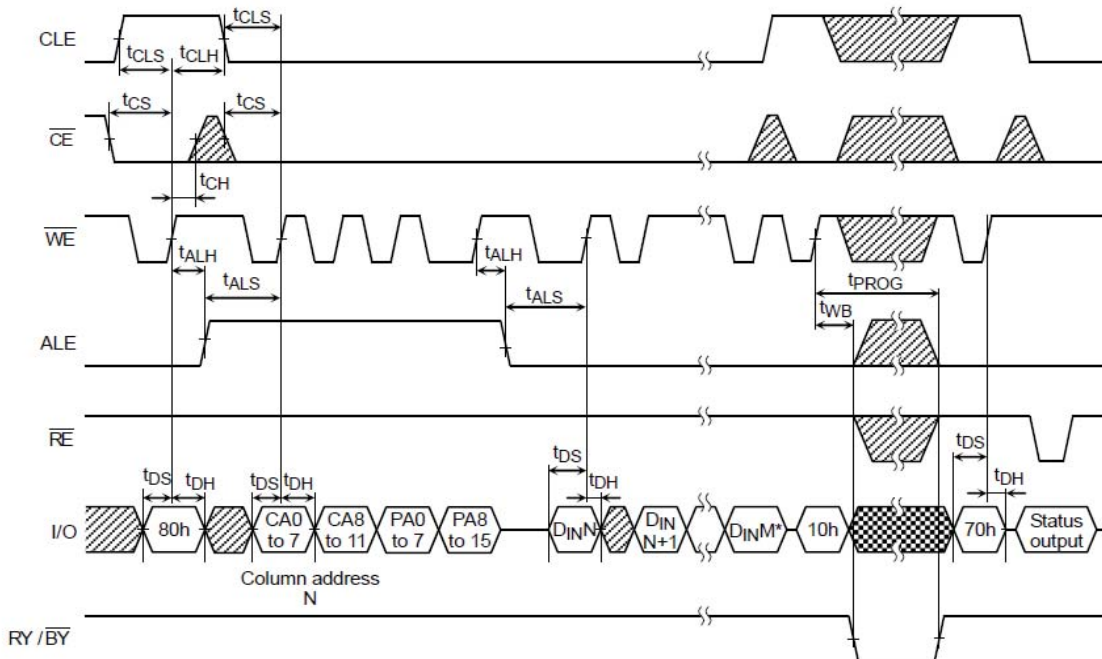 CLE
tCLS
tCLS tCLH
CE
tCS tCS
tCH
WE
tALH tALH
tALS tALS
tPROG
tWB
ALE
RE
tDS tDH tDS tDH tDS tDH tDS tDH
I/O
80h
CA0
to 7
CA8
to 11
PA0
to 7
PA8
to 15
DINN
DIN
N+1
DINM*
10h
70h
Status
output
Column address
N
RY / BY